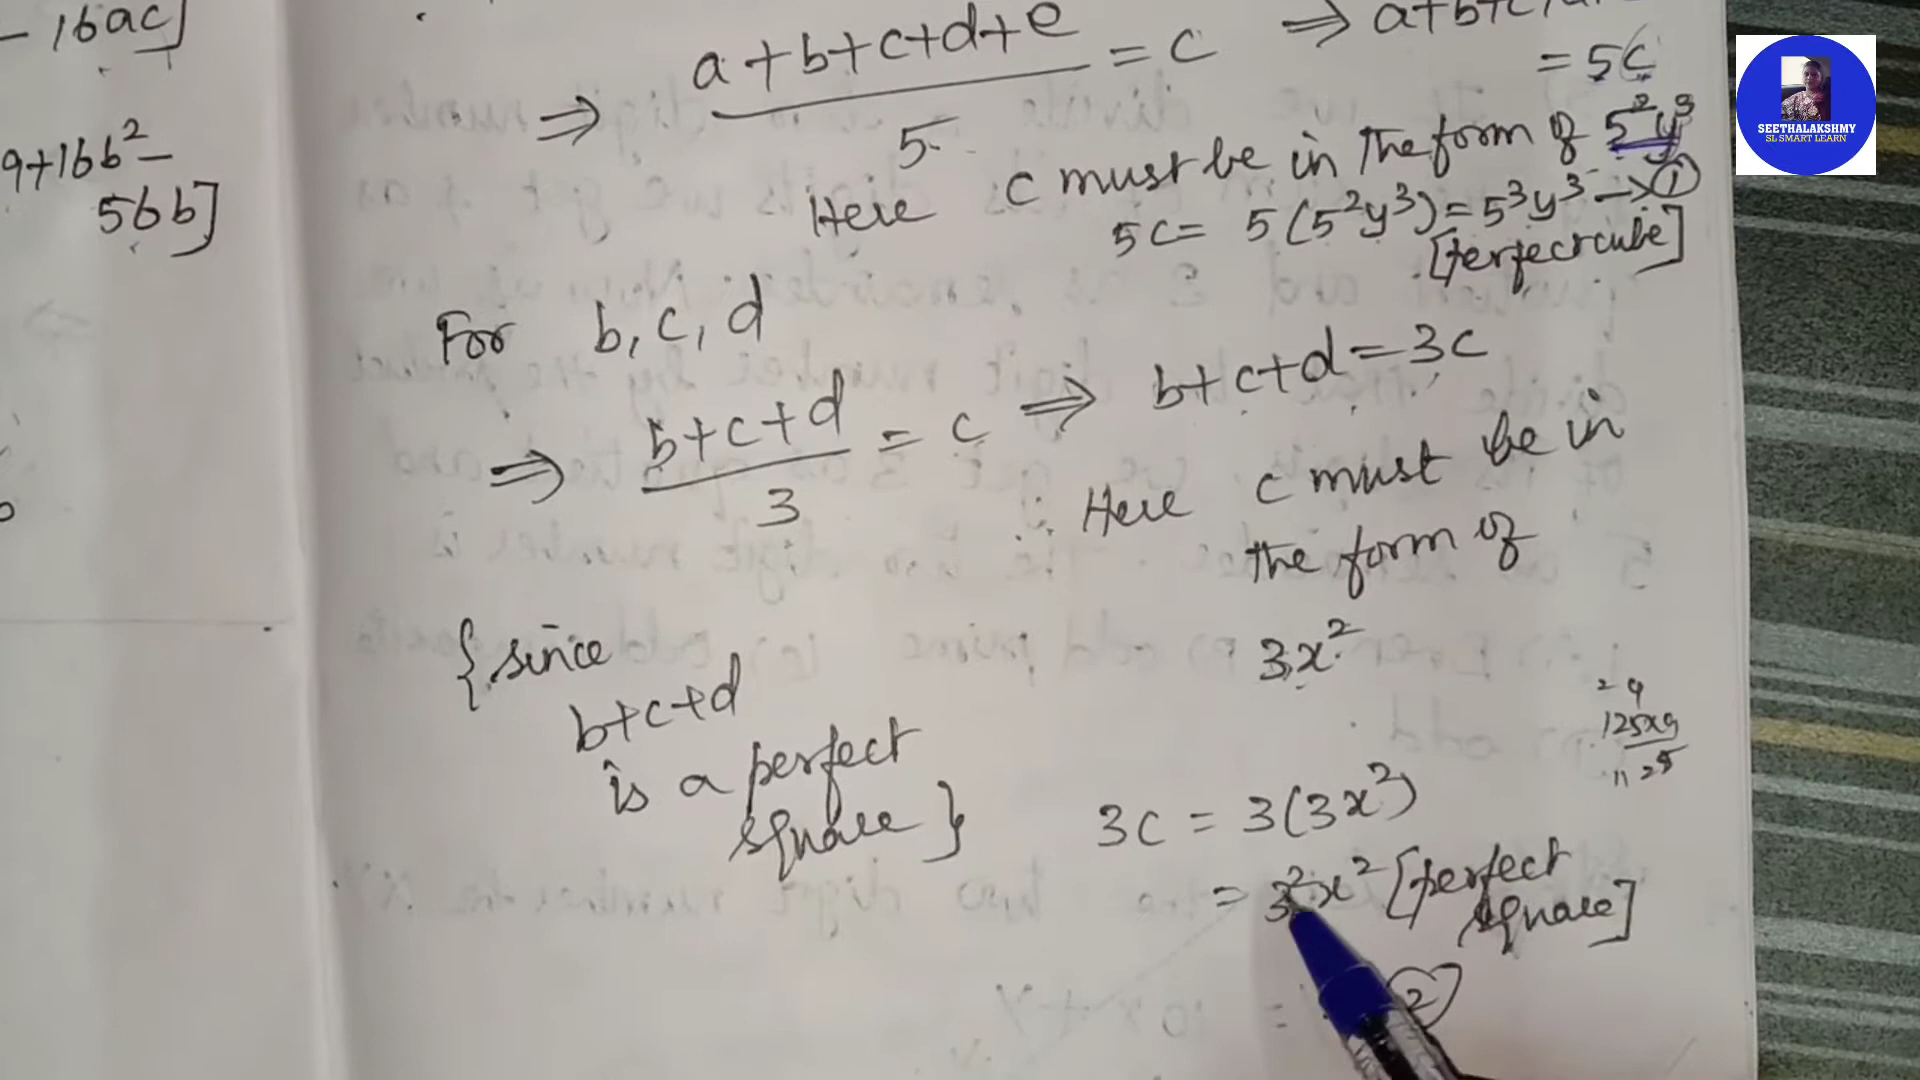 - 16ac]
9+16b²-
56b]
⇒ a+b+c+d+e / 5 = c ⇒ a+b+c+
= 5c
Here c must be in the form of 5²y³
5c = 5(5²y³) = 5³y³ → ①
[perfect cube]
For b, c, d
⇒ b+c+d / 3 = c ⇒ b+c+d = 3c
Here c must be in
the form of
3x²
{since
b+c+d
is a perfect
square}
125x9
1125
3c = 3(3x²)
= 3²x² [perfect
square]
②
SEETHALAKSHMY
SL SMART LEARN